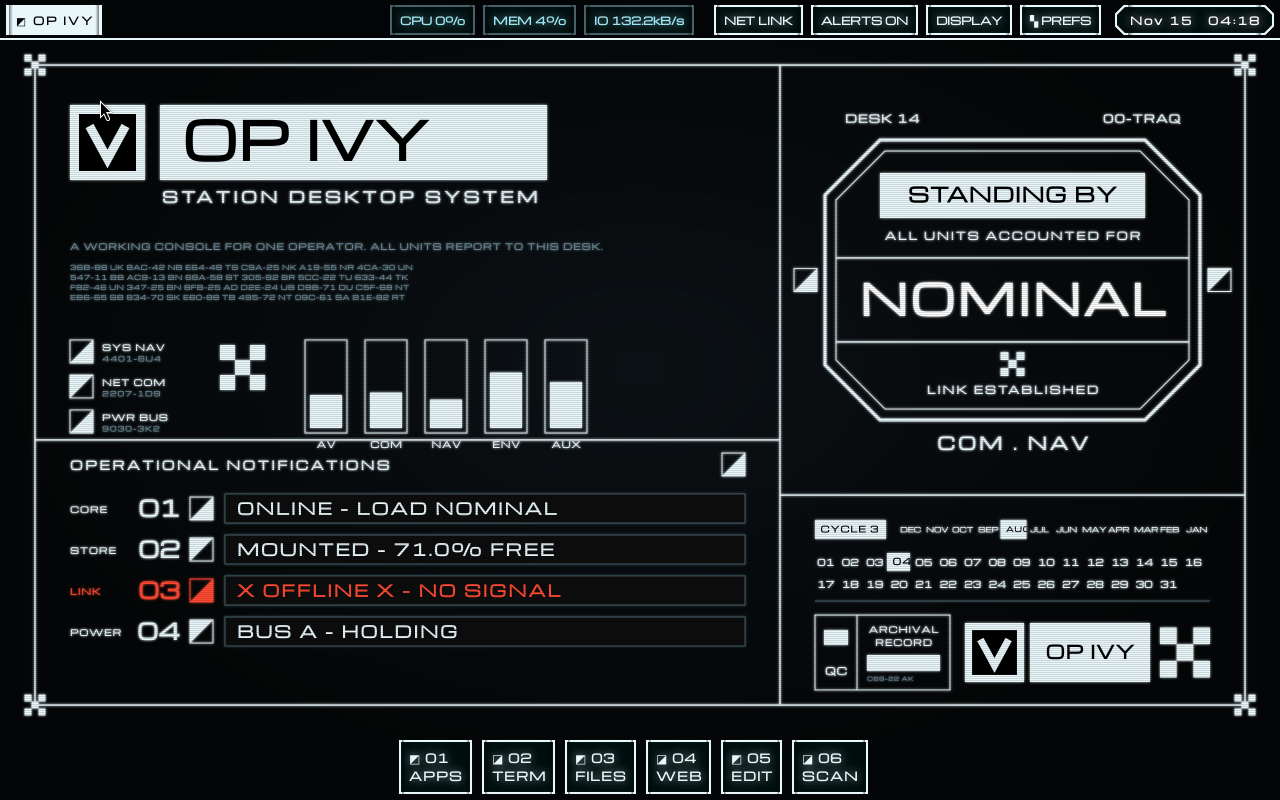 OP IVY
CPU 0%
MEM 4%
IO 132.2kB/s
NET LINK
ALERTS ON
DISPLAY
PREFS
Nov 15 04:18
OP IVY
STATION DESKTOP SYSTEM
A WORKING CONSOLE FOR ONE OPERATOR. ALL UNITS REPORT TO THIS DESK.
SYS NAV
4401-SU4
NET COM
2207-1D9
PWR BUS
9030-3K2
AV COM NAV ENV AUX
OPERATIONAL NOTIFICATIONS
CORE 01 ONLINE - LOAD NOMINAL
STORE 02 MOUNTED - 71.0% FREE
LINK 03 X OFFLINE X - NO SIGNAL
POWER 04 BUS A - HOLDING
DESK 14
00-TRAQ
STANDING BY
ALL UNITS ACCOUNTED FOR
NOMINAL
LINK ESTABLISHED
COM . NAV
CYCLE 3 DEC NOV OCT SEP AUG JUL JUN MAY APR MAR FEB JAN
01 02 03 04 05 06 07 08 09 10 11 12 13 14 15 16
17 18 19 20 21 22 23 24 25 26 27 28 29 30 31
QC
ARCHIVAL
RECORD
OP IVY
01
APPS
02
TERM
03
FILES
04
WEB
05
EDIT
06
SCAN